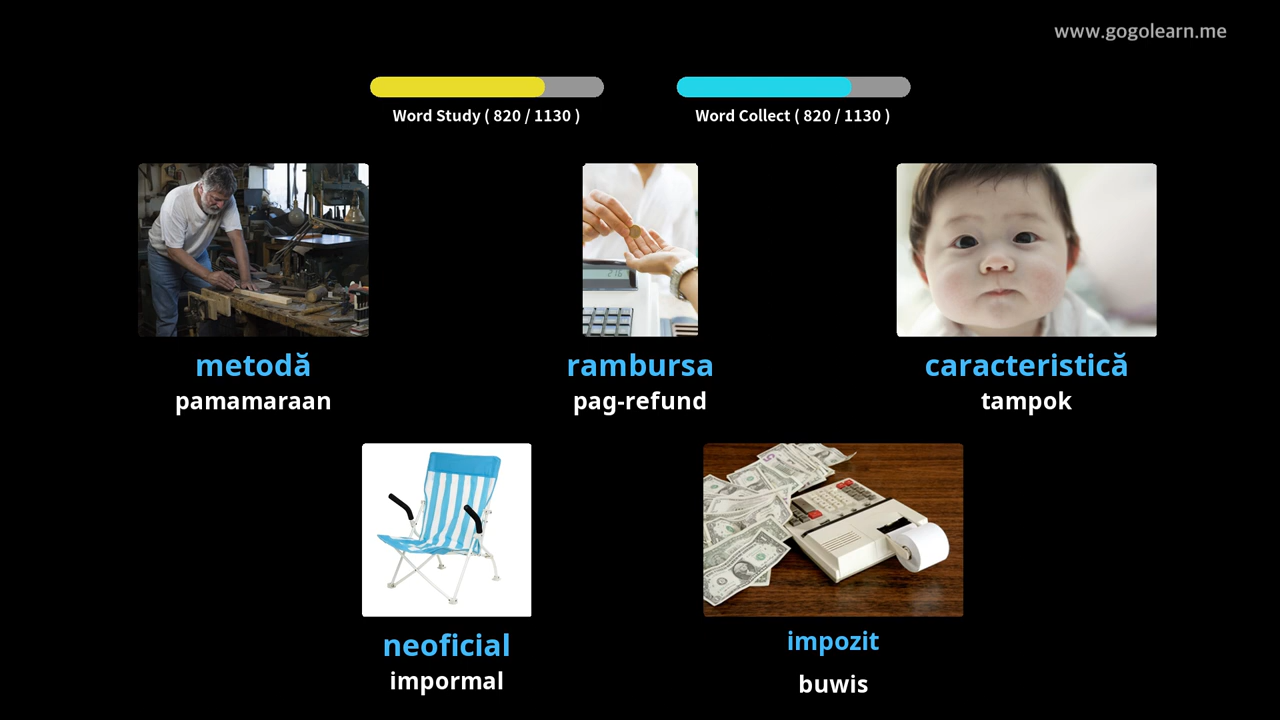 www.gogolearn.me
Word Study ( 820 / 1130 )
Word Collect ( 820 / 1130 )
metodă
pamamaraan
rambursa
pag-refund
caracteristică
tampok
neoficial
impormal
impozit
buwis